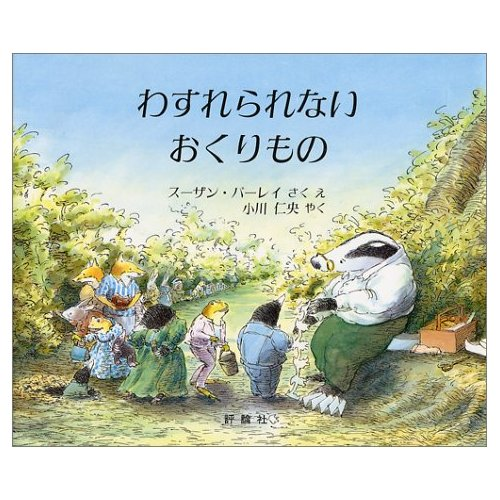 わすれられない
おくりもの
スーザン・バーレイ さく え
小川 仁央 やく
評論社